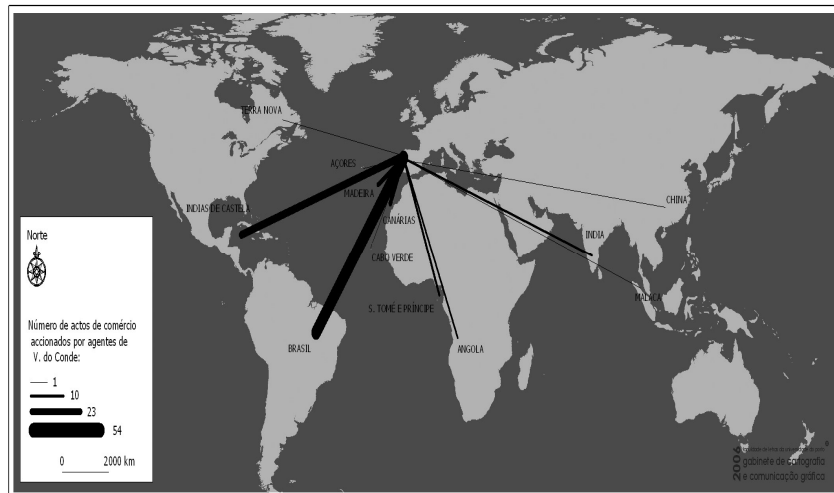 TERRA NOVA
AÇORES
MADEIRA
CHINA
INDIAS DE CASTELA
CANÁRIAS
INDIA
CABO VERDE
MALACA
S. TOMÉ E PRÍNCIPE
BRASIL
ANGOLA
Norte
Número de actos de comércio
accionados por agentes de
V. do Conde:
1
10
23
54
0 2000 km
2006
gabinete de cartografia
e comunicação gráfica